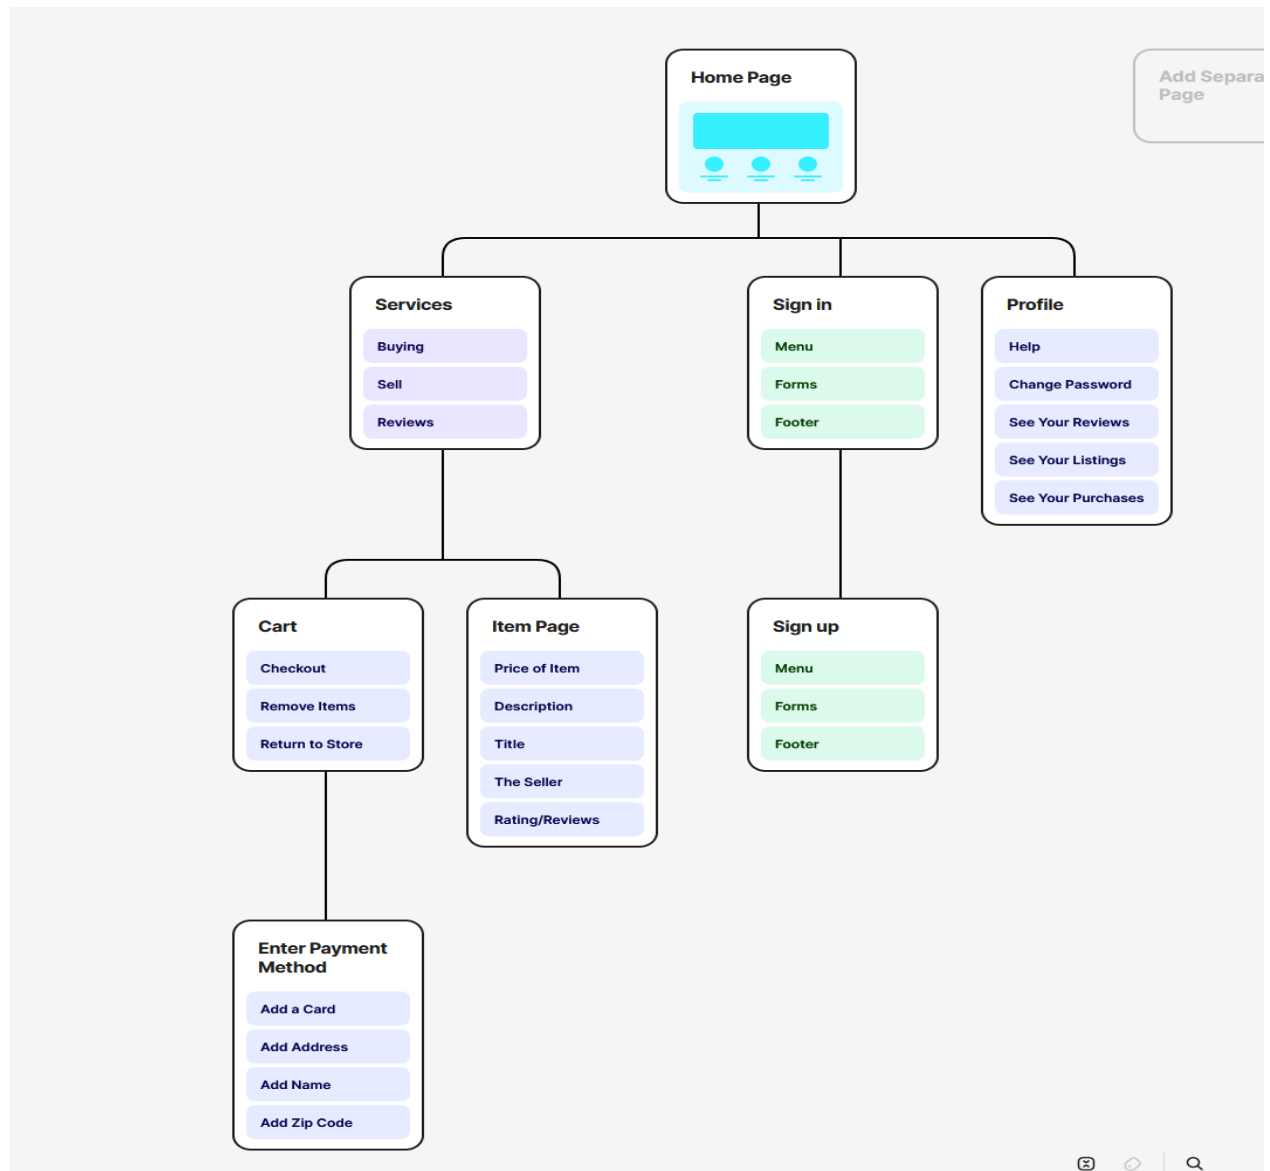 Home Page
Add Separa
Page
Services
Buying
Sell
Reviews
Sign in
Menu
Forms
Footer
Profile
Help
Change Password
See Your Reviews
See Your Listings
See Your Purchases
Cart
Checkout
Remove Items
Return to Store
Item Page
Price of Item
Description
Title
The Seller
Rating/Reviews
Sign up
Menu
Forms
Footer
Enter Payment
Method
Add a Card
Add Address
Add Name
Add Zip Code